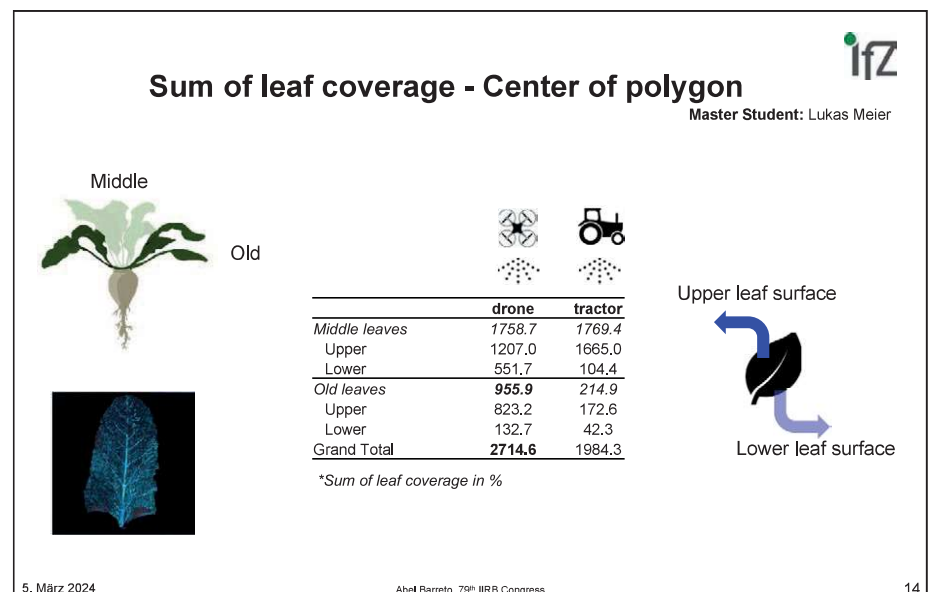 ifZ
Sum of leaf coverage - Center of polygon
Master Student: Lukas Meier
Middle
Old
Upper leaf surface
drone tractor
Middle leaves 1758.7 1769.4
Upper 1207.0 1665.0
Lower 551.7 104.4
Old leaves 955.9 214.9
Upper 823.2 172.6
Lower 132.7 42.3
Grand Total 2714.6 1984.3
Lower leaf surface
*Sum of leaf coverage in %
5. März 2024
Abel Barreto, 79th IIRB Congress
14